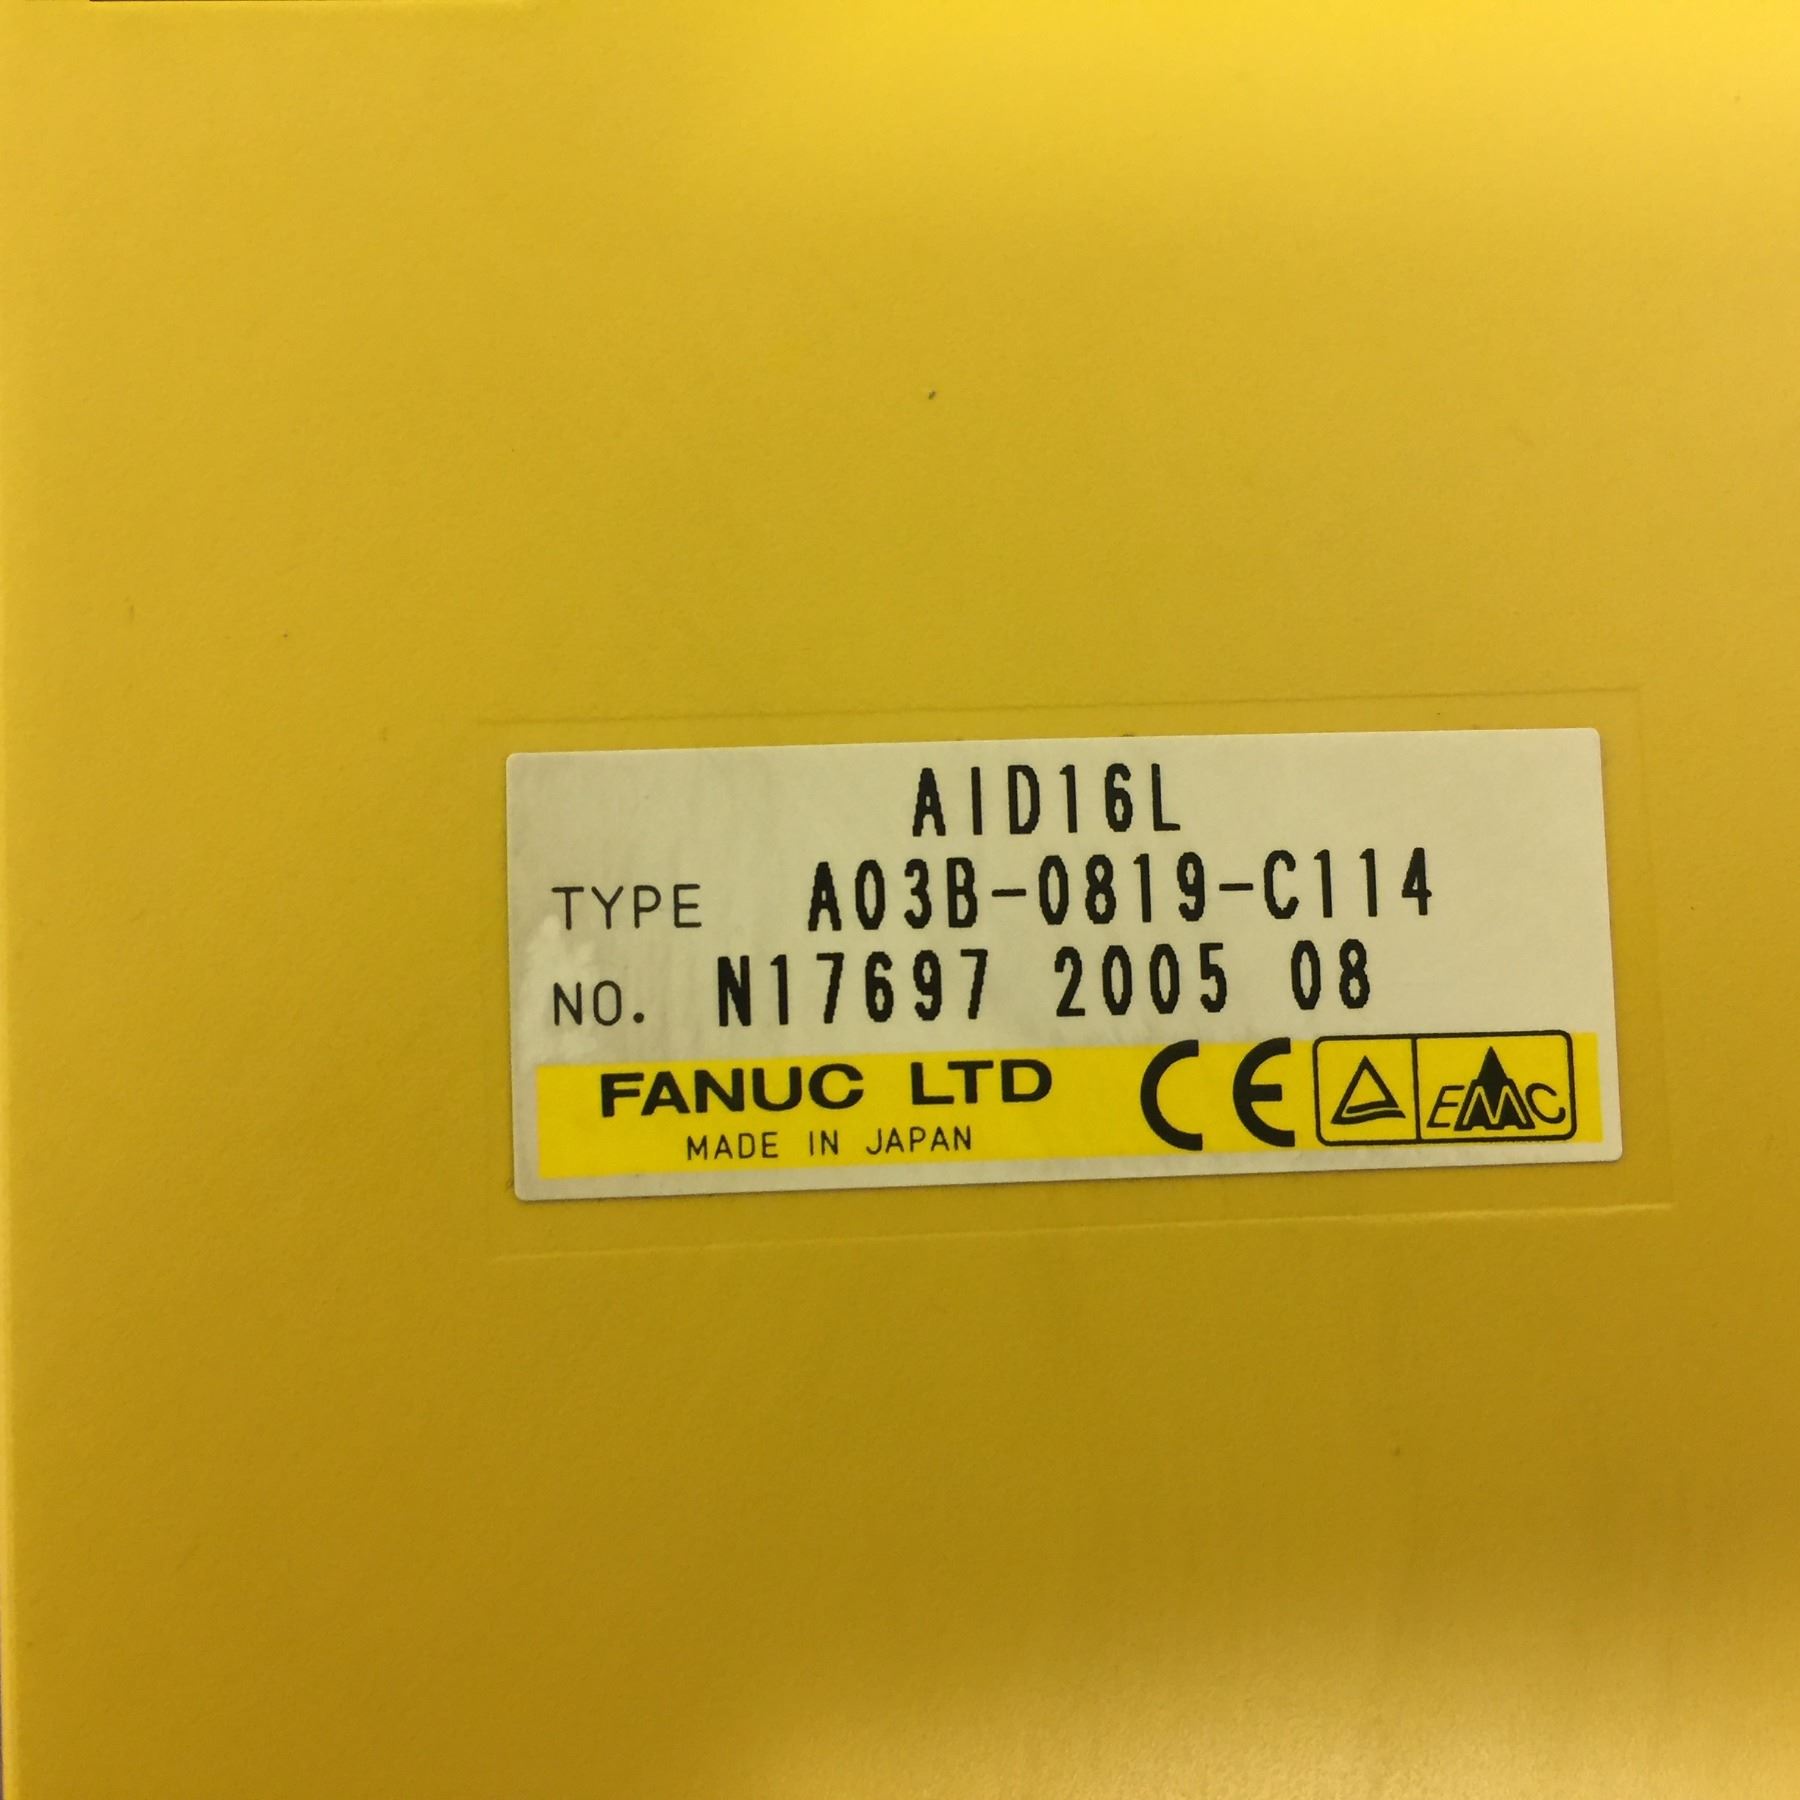 AID16L
TYPE A03B-0819-C114
NO. N17697 2005 08
FANUC LTD CE EMC
MADE IN JAPAN